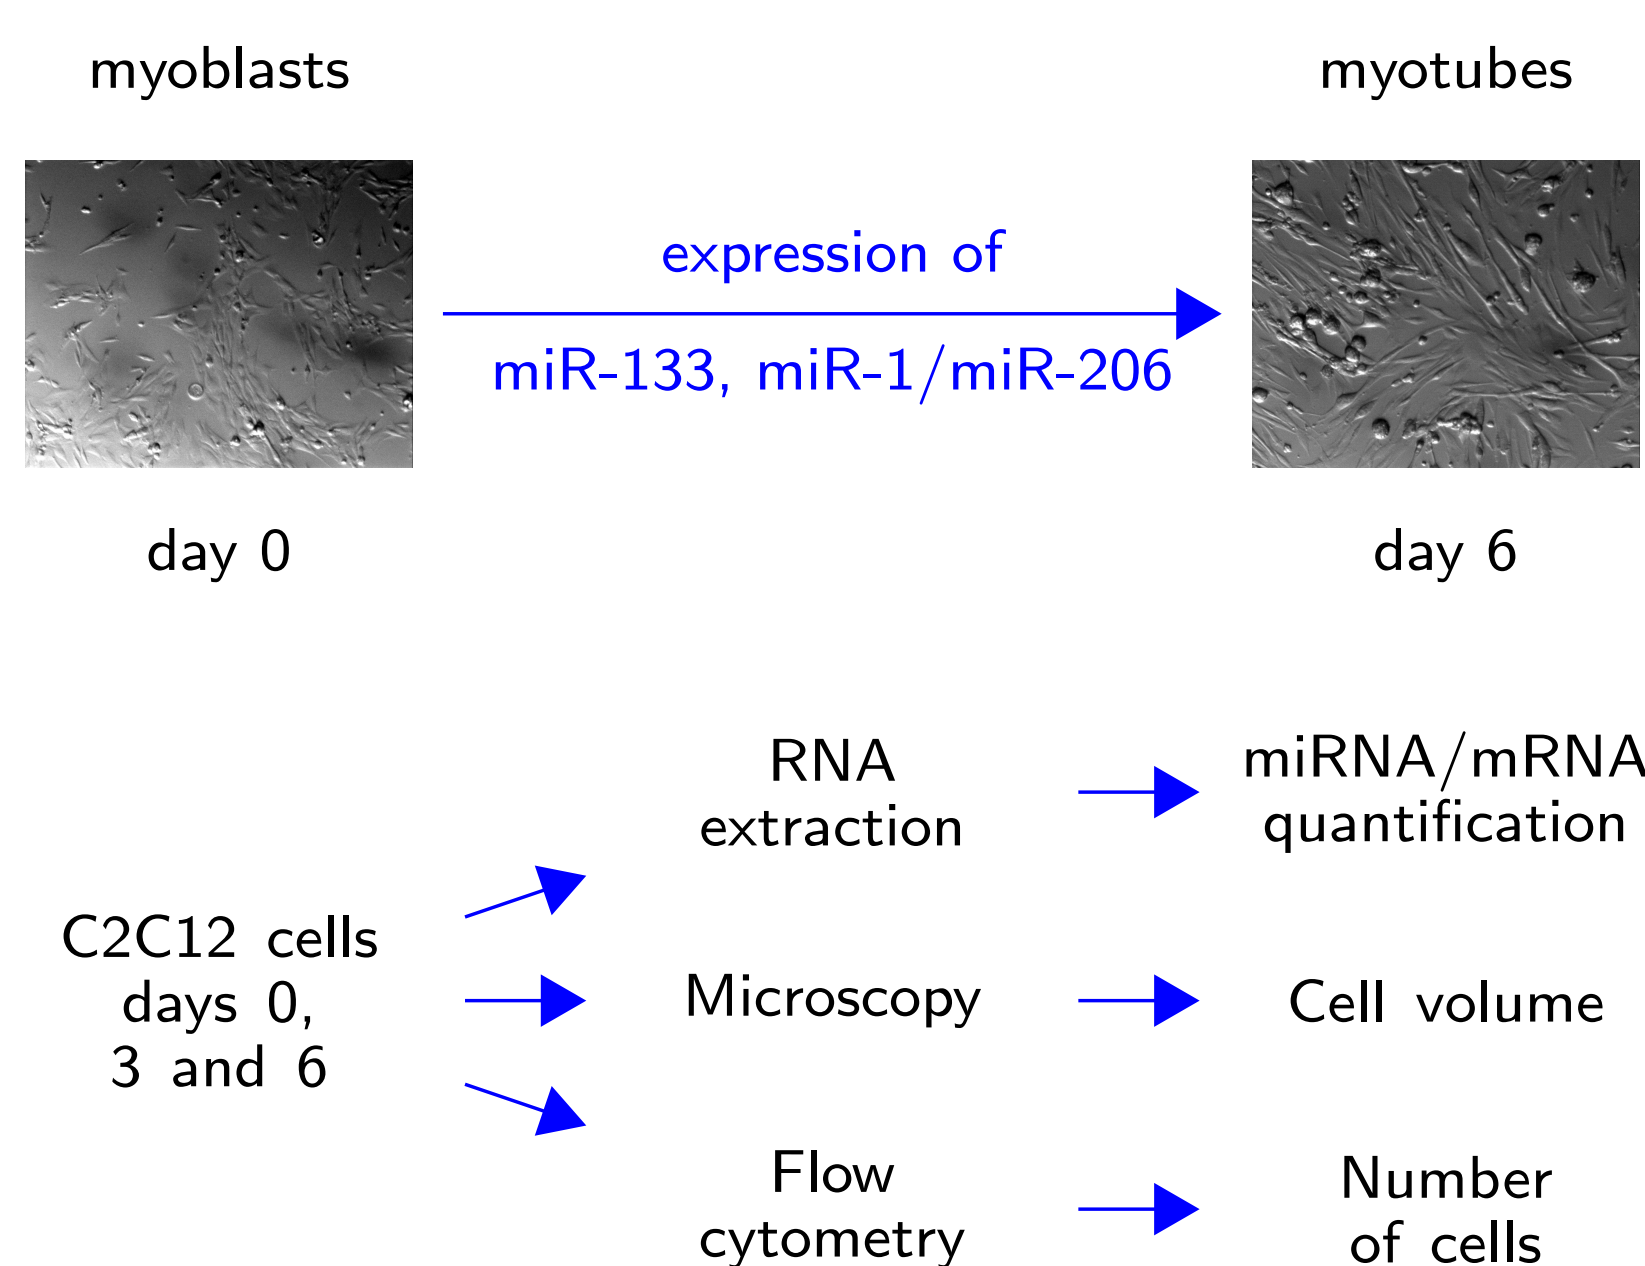 myoblasts
myotubes
expression of
miR-133, miR-1/miR-206
day 0
day 6
RNA
extraction
miRNA/mRNA
quantification
C2C12 cells
days 0,
3 and 6
Microscopy
Cell volume
Flow
cytometry
Number
of cells